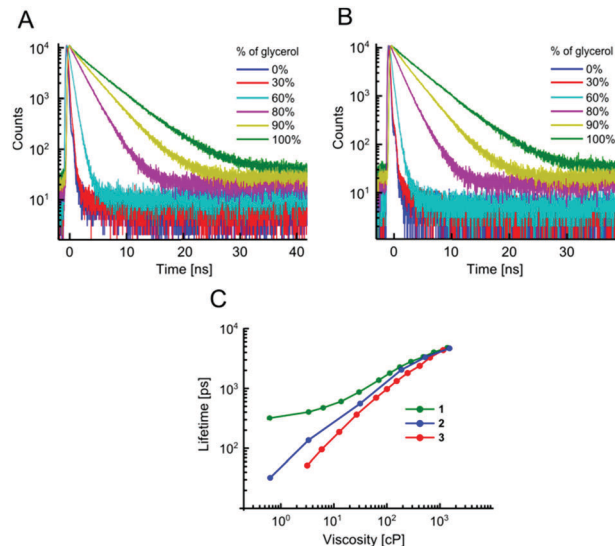 A
% of glycerol
0%
30%
60%
80%
90%
100%
10⁴
10³
10²
10¹
Counts
0 10 20 30 40
Time [ns]
B
% of glycerol
0%
30%
60%
80%
90%
100%
10⁴
10³
10²
10¹
Counts
0 10 20 30
Time [ns]
C
10⁴
10³
10²
Lifetime [ps]
1
2
3
10⁰ 10¹ 10² 10³
Viscosity [cP]